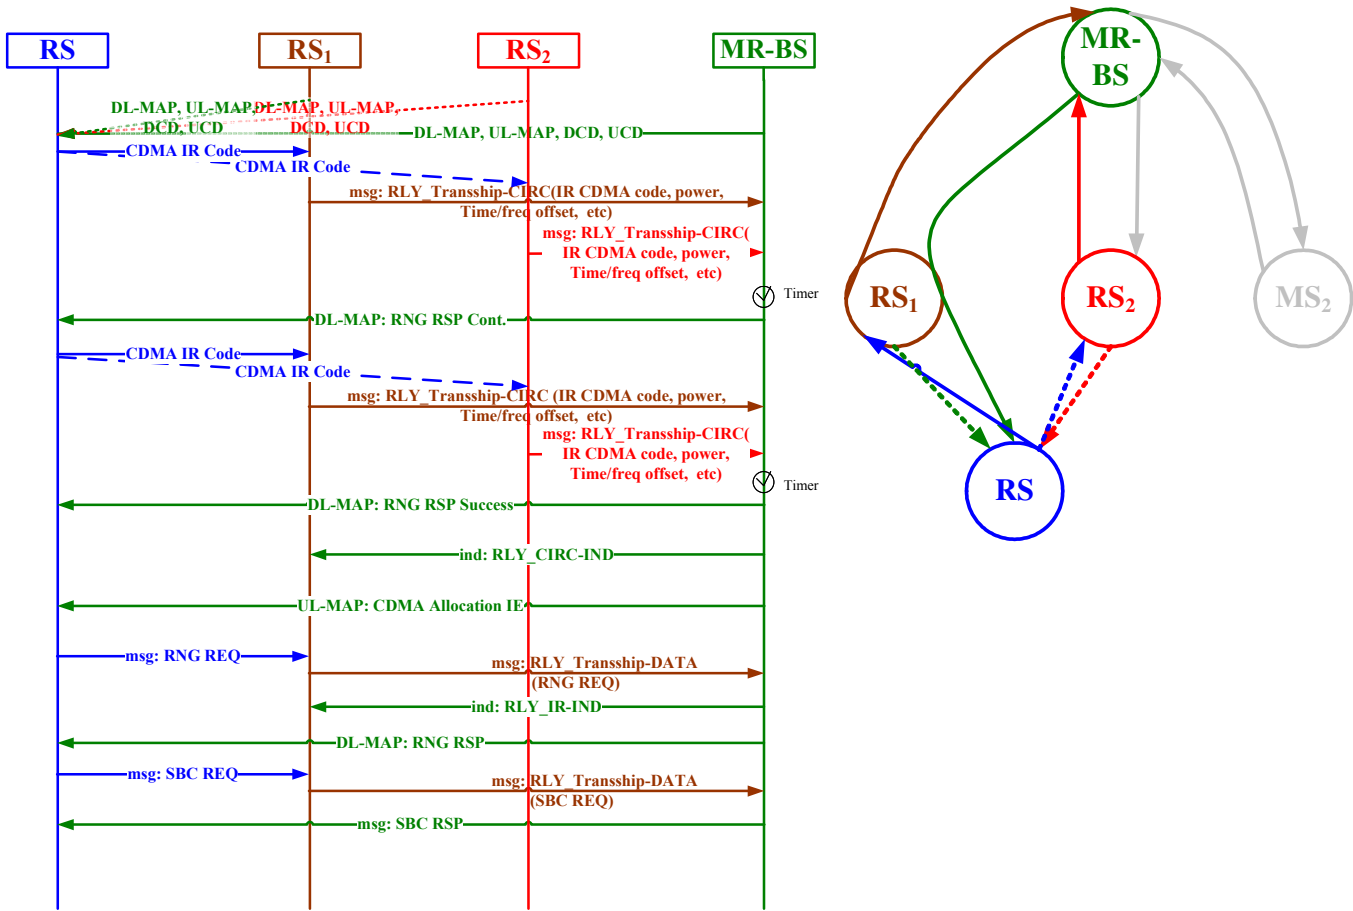 RS
RS1
RS2
MR-BS
DL-MAP, UL-MAP,
DCD, UCD
DL-MAP, UL-MAP,
DCD, UCD
DL-MAP, UL-MAP, DCD, UCD
CDMA IR Code
CDMA IR Code
msg: RLY_Transship-CIRC(IR CDMA code, power,
Time/freq offset, etc)
msg: RLY_Transship-CIRC(
IR CDMA code, power,
Time/freq offset, etc)
Timer
DL-MAP: RNG RSP Cont.
CDMA IR Code
CDMA IR Code
msg: RLY_Transship-CIRC (IR CDMA code, power,
Time/freq offset, etc)
msg: RLY_Transship-CIRC(
IR CDMA code, power,
Time/freq offset, etc)
Timer
DL-MAP: RNG RSP Success
ind: RLY_CIRC-IND
UL-MAP: CDMA Allocation IE
msg: RNG REQ
msg: RLY_Transship-DATA
(RNG REQ)
ind: RLY_IR-IND
DL-MAP: RNG RSP
msg: SBC REQ
msg: RLY_Transship-DATA
(SBC REQ)
msg: SBC RSP
MR-
BS
RS1
RS2
MS2
RS